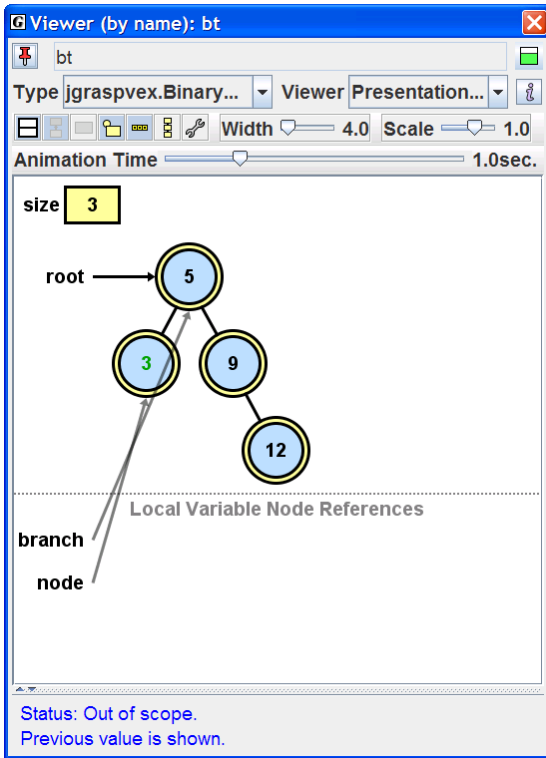 Viewer (by name): bt
bt
Type jgraspvex.Binary... Viewer Presentation... i
Width 4.0 Scale 1.0
Animation Time 1.0sec.
size 3
root 5
3 9
12
Local Variable Node References
branch
node
Status: Out of scope.
Previous value is shown.